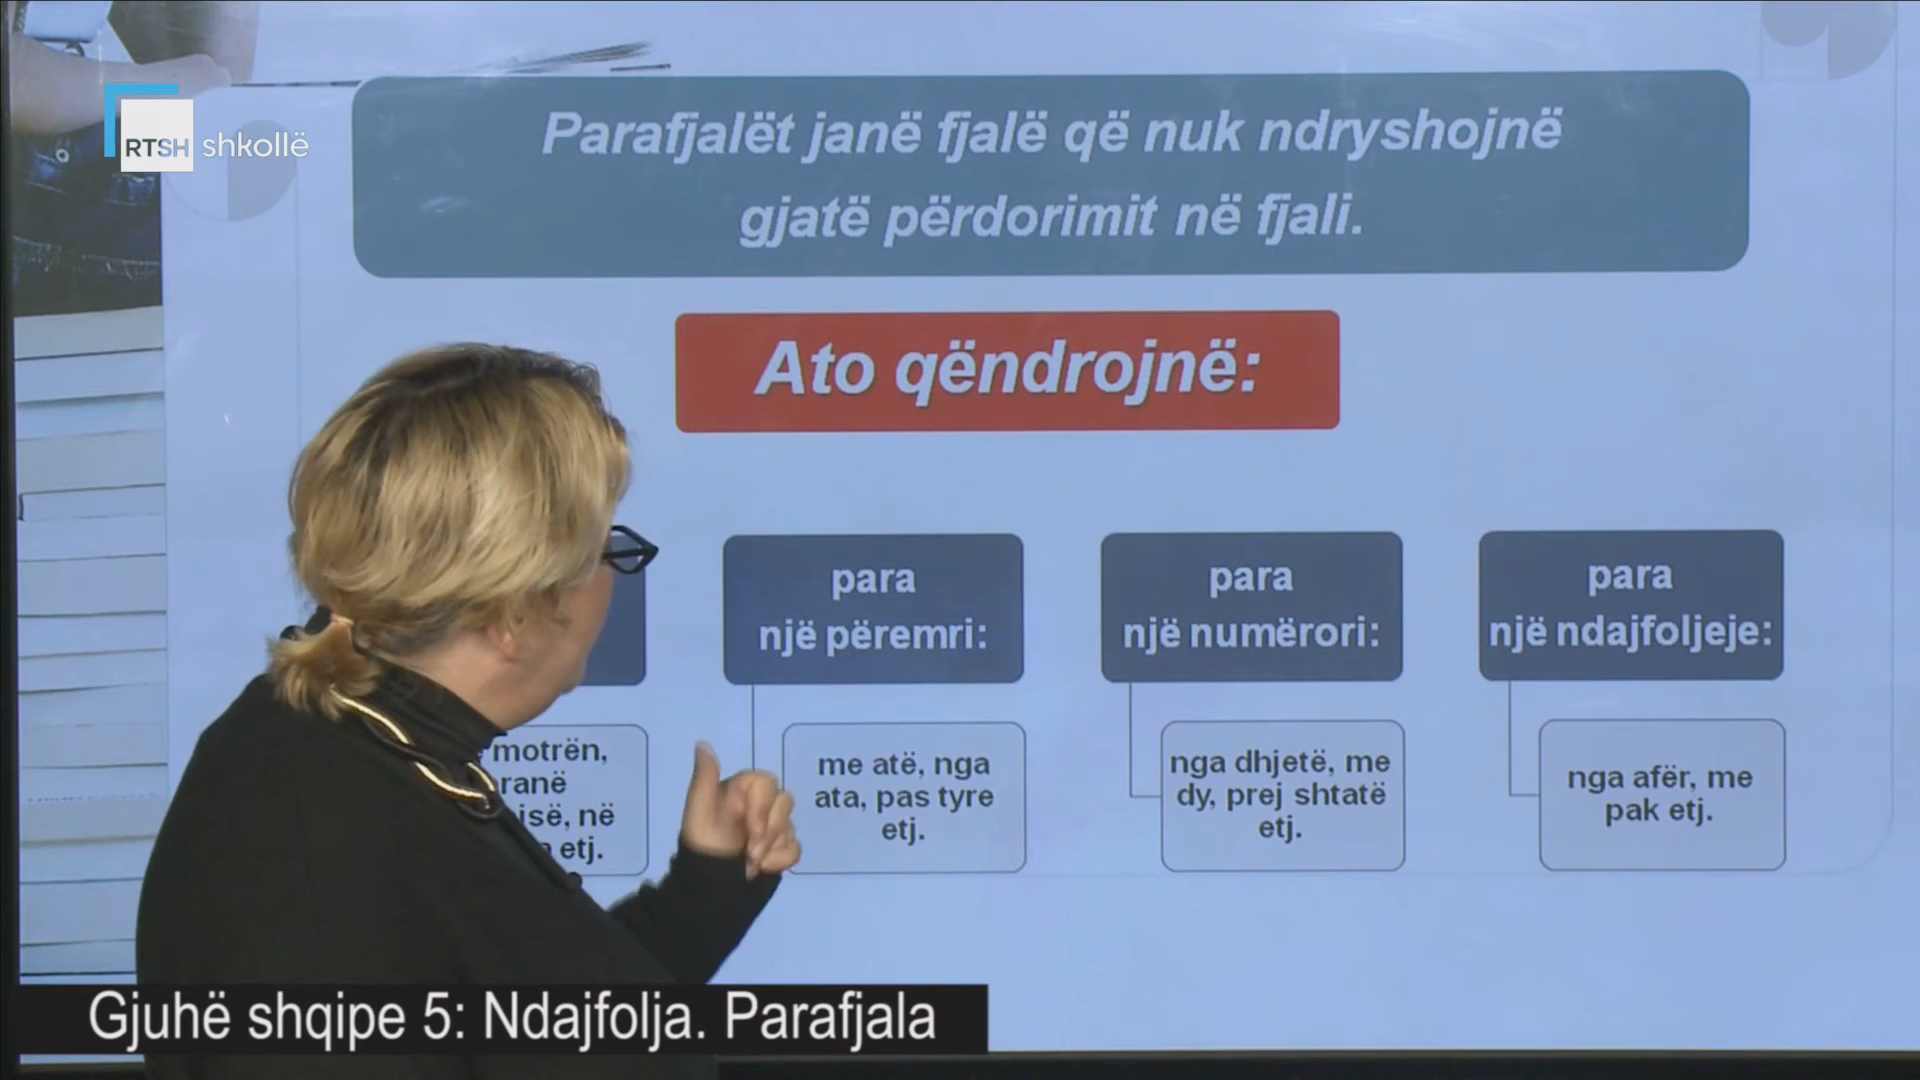 RTSH shkollë
Parafjalët janë fjalë që nuk ndryshojnë
gjatë përdorimit në fjali.
Ato qëndrojnë:
para
një përemri:
para
një numërori:
para
një ndajfoljeje:
motrën,
në
etj.
me atë, nga
ata, pas tyre
etj.
nga dhjetë, me
dy, prej shtatë
etj.
nga afër, me
pak etj.
Gjuhë shqipe 5: Ndajfolja. Parafjala